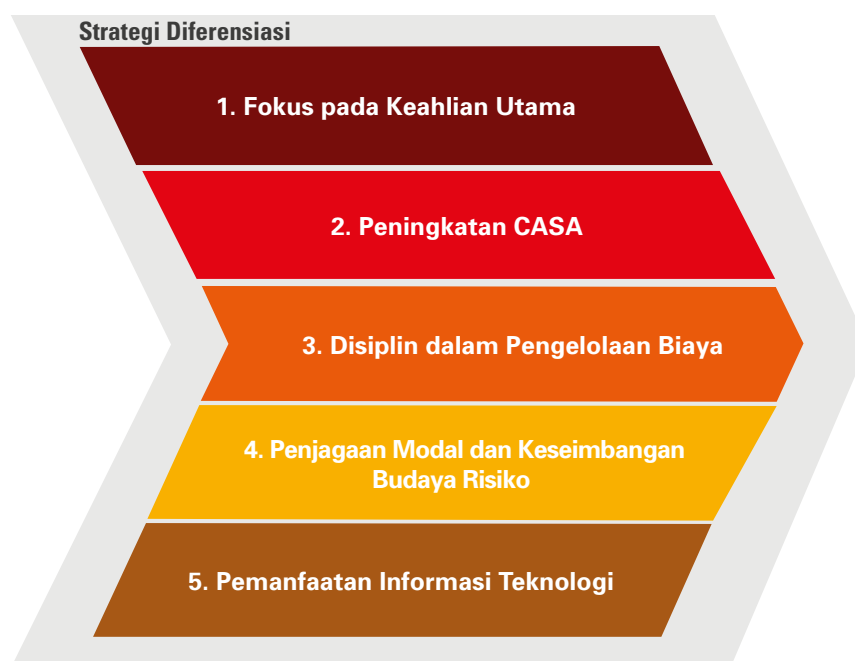 Strategi Diferensiasi
1. Fokus pada Keahlian Utama
2. Peningkatan CASA
3. Disiplin dalam Pengelolaan Biaya
4. Penjagaan Modal dan Keseimbangan
Budaya Risiko
5. Pemanfaatan Informasi Teknologi